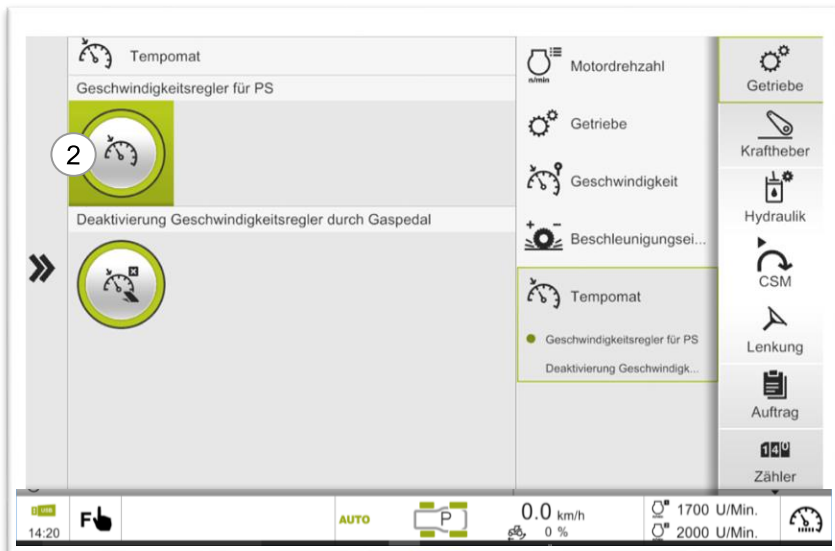 Tempomat
Geschwindigkeitsregler für PS
2
Deaktivierung Geschwindigkeitsregler durch Gaspedal
n/min
Motordrehzahl
Getriebe
Geschwindigkeit
Beschleunigungsei...
Tempomat
Geschwindigkeitsregler für PS
Deaktivierung Geschwindigk...
Getriebe
Kraftheber
Hydraulik
CSM
Lenkung
Auftrag
140
Zähler
USB
14:20
F
AUTO
P
0.0 km/h
0 %
1700 U/Min.
2000 U/Min.